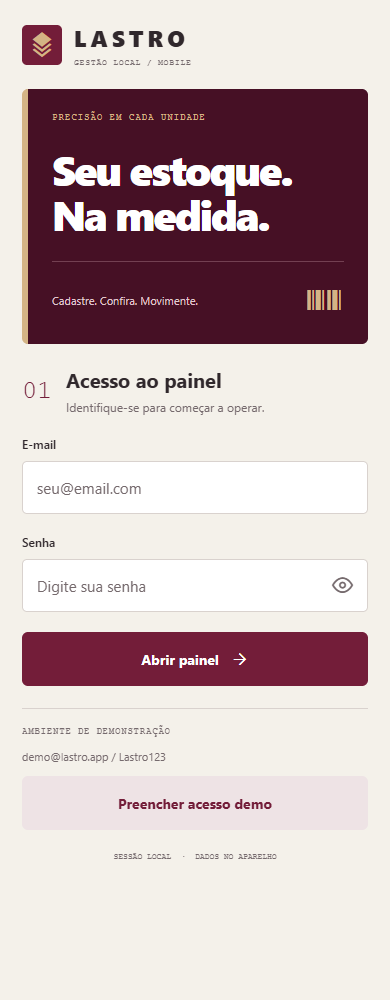 LASTRO
GESTÃO LOCAL / MOBILE
PRECISÃO EM CADA UNIDADE
Seu estoque.
Na medida.
Cadastre. Confira. Movimente.
01
Acesso ao painel
Identifique-se para começar a operar.
E-mail
seu@email.com
Senha
Digite sua senha
Abrir painel →
AMBIENTE DE DEMONSTRAÇÃO
demo@lastro.app / Lastro123
Preencher acesso demo
SESSÃO LOCAL · DADOS NO APARELHO